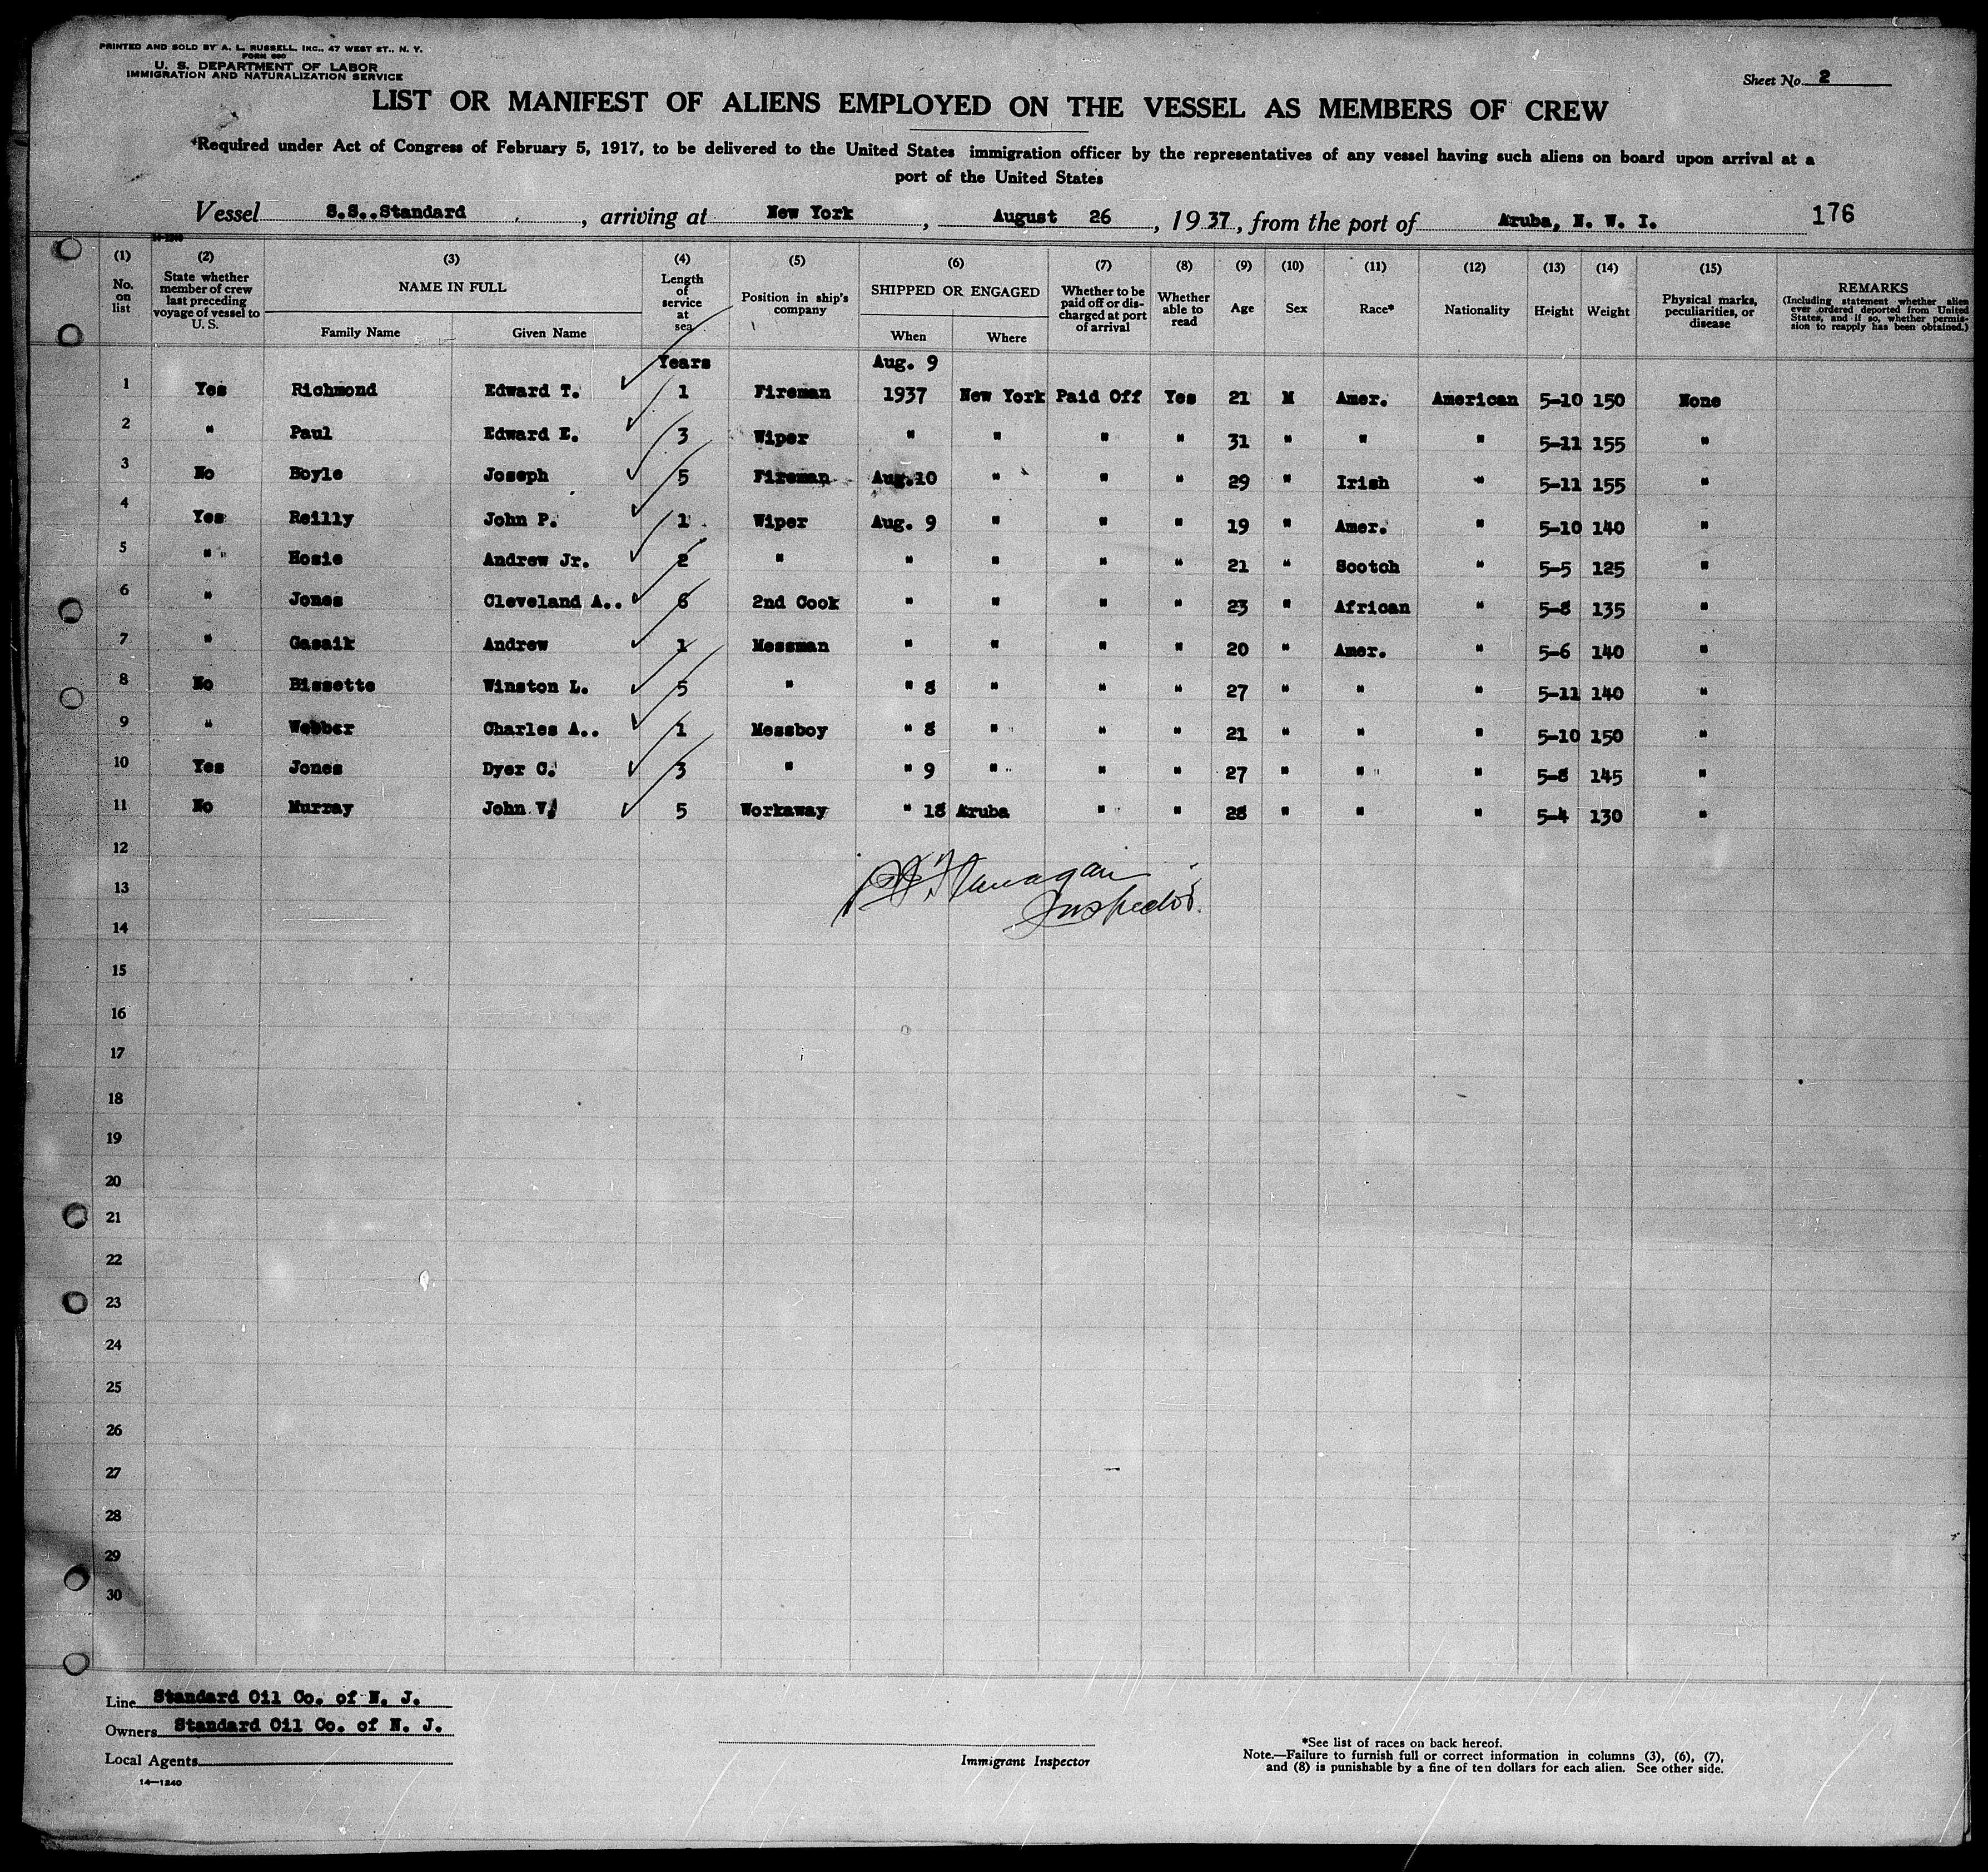 PRINTED AND SOLD BY A. L. RUSSELL, INC., 47 WEST ST., N. Y.
FORM 680
U. S. DEPARTMENT OF LABOR
IMMIGRATION AND NATURALIZATION SERVICE
Sheet No. 2
LIST OR MANIFEST OF ALIENS EMPLOYED ON THE VESSEL AS MEMBERS OF CREW
*Required under Act of Congress of February 5, 1917, to be delivered to the United States immigration officer by the representatives of any vessel having such aliens on board upon arrival at a
port of the United States
Vessel S.S..Standard, arriving at New York, August 26, 1937, from the port of Aruba, N. W. I. 176
14-1240
(1) (2) (3) (4) (5) (6) (7) (8) (9) (10) (11) (12) (13) (14) (15)
No. on list
State whether member of crew last preceding voyage of vessel to U. S.
NAME IN FULL
Family Name Given Name
Length of service at sea
Position in ship's company
SHIPPED OR ENGAGED
When Where
Whether to be paid off or discharged at port of arrival
Whether able to read
Age Sex Race* Nationality Height Weight
Physical marks, peculiarities, or disease
REMARKS
(Including statement whether alien ever ordered deported from United States, and if so, whether permission to reapply has been obtained.)
Years Aug. 9
1 Yes Richmond Edward T. 1 Fireman 1937 New York Paid Off Yes 21 M Amer. American 5-10 150 None
2 " Paul Edward E. 3 Wiper " " " " 31 " " " 5-11 155 "
3 No Boyle Joseph 5 Fireman Aug.10 " " " 29 " Irish " 5-11 155 "
4 Yes Reilly John P. 1 Wiper Aug. 9 " " " 19 " Amer. " 5-10 140 "
5 " Hosie Andrew Jr. 2 " " " " " 21 " Scotch " 5-5 125 "
6 " Jones Cleveland A.. 6 2nd Cook " " " " 23 " African " 5-8 135 "
7 " Gasaik Andrew 1 Messman " " " " 20 " Amer. " 5-6 140 "
8 No Bissette Winston L. 5 " " 8 " " " 27 " " " 5-11 140 "
9 " Webber Charles A.. 1 Messboy " 8 " " " 21 " " " 5-10 150 "
10 Yes Jones Dyer C. 3 " " 9 " " " 27 " " " 5-8 145 "
11 No Murray John V. 5 Workaway " 18 Aruba " " 28 " " " 5-4 130 "
12
13 Flanagan
Inspector.
14
15
16
17
18
19
20
21
22
23
24
25
26
27
28
29
30
Line Standard Oil Co. of N. J.
Owners Standard Oil Co. of N. J.
Local Agents
14—1240
Immigrant Inspector
*See list of races on back hereof.
Note.—Failure to furnish full or correct information in columns (3), (6), (7),
and (8) is punishable by a fine of ten dollars for each alien. See other side.